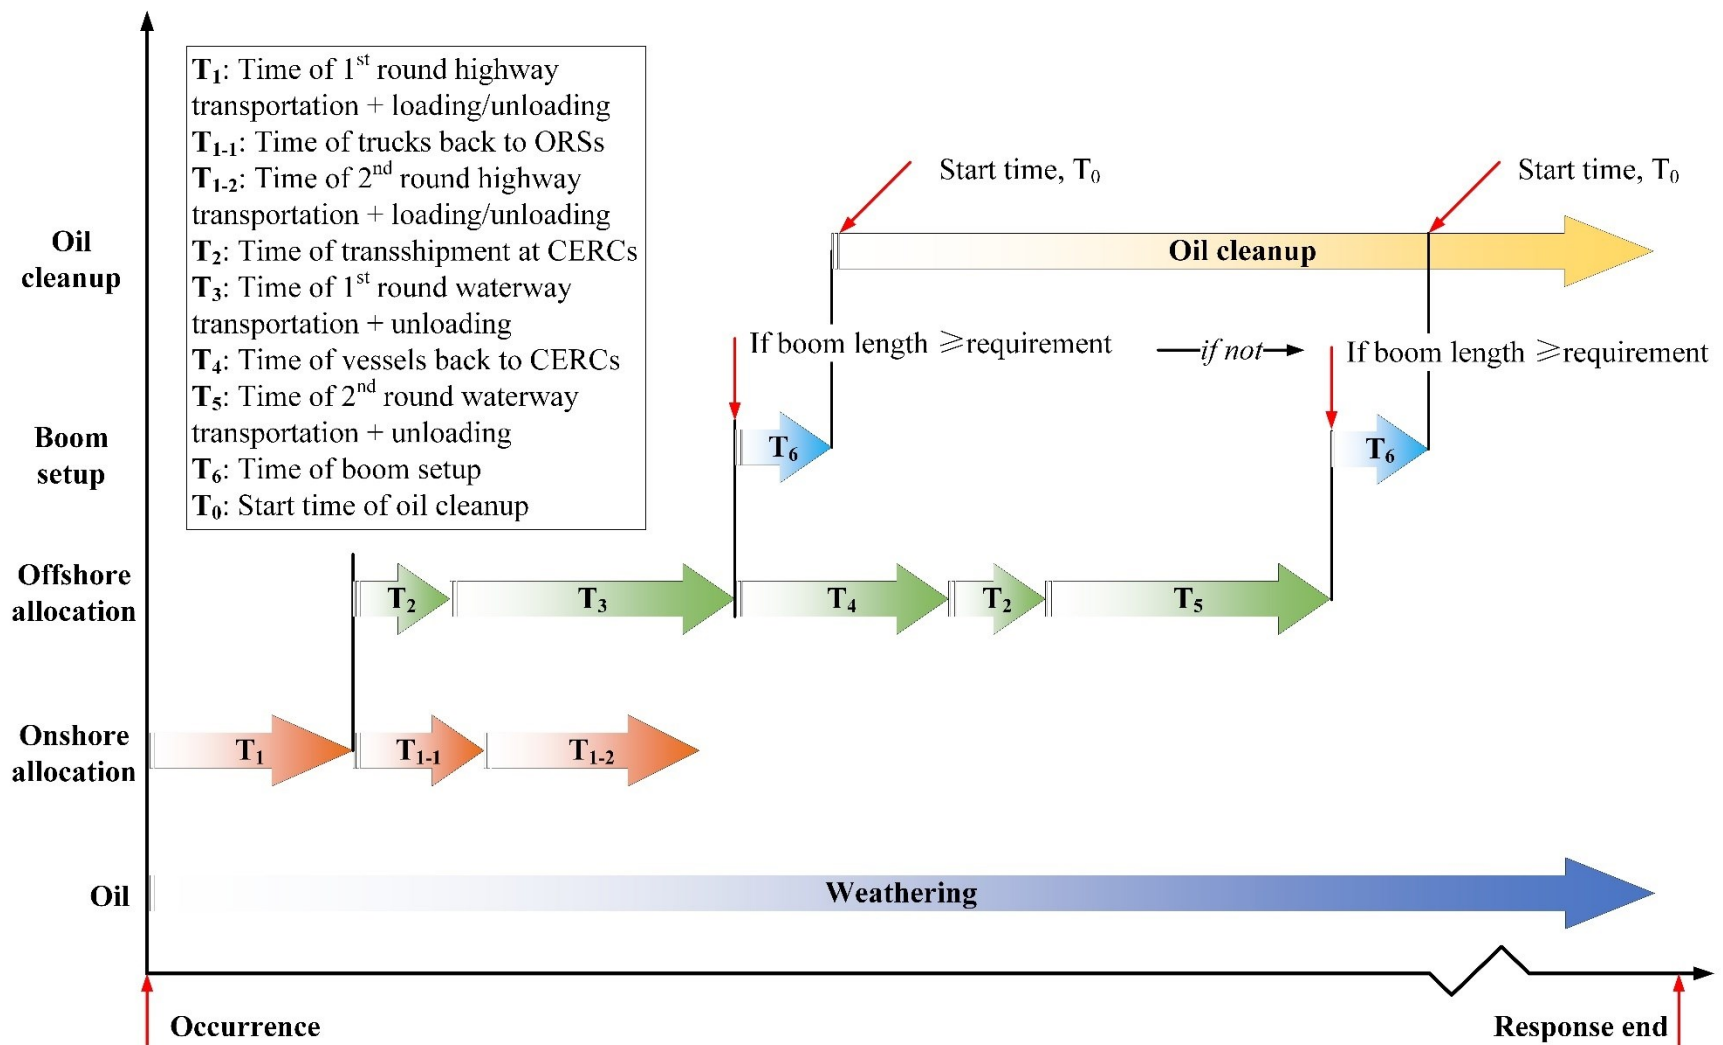 T1: Time of 1st round highway
transportation + loading/unloading
T1-1: Time of trucks back to ORSs
T1-2: Time of 2nd round highway
transportation + loading/unloading
T2: Time of transshipment at CERCs
T3: Time of 1st round waterway
transportation + unloading
T4: Time of vessels back to CERCs
T5: Time of 2nd round waterway
transportation + unloading
T6: Time of boom setup
T0: Start time of oil cleanup
Start time, T0
Start time, T0
Oil
cleanup
Oil cleanup
If boom length ≥requirement
if not
If boom length ≥requirement
Boom
setup
T6
T6
Offshore
allocation
T2
T3
T4
T2
T5
Onshore
allocation
T1
T1-1
T1-2
Oil
Weathering
Occurrence
Response end